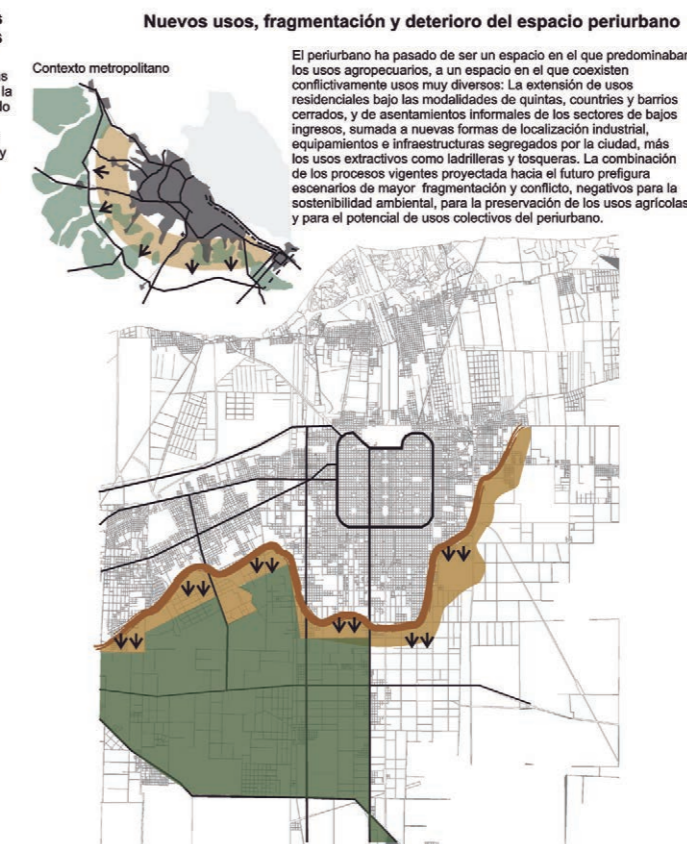 Nuevos usos, fragmentación y deterioro del espacio periurbano
s
s
s
la
lo
y
Contexto metropolitano
El periurbano ha pasado de ser un espacio en el que predominaban
los usos agropecuarios, a un espacio en el que coexisten
conflictivamente usos muy diversos: La extensión de usos
residenciales bajo las modalidades de quintas, countries y barrios
cerrados, y de asentamientos informales de los sectores de bajos
ingresos, sumada a nuevas formas de localización industrial,
equipamientos e infraestructuras segregados por la ciudad, más
los usos extractivos como ladrilleras y tosqueras. La combinación
de los procesos vigentes proyectada hacia el futuro prefigura
escenarios de mayor fragmentación y conflicto, negativos para la
sostenibilidad ambiental, para la preservación de los usos agrícolas
y para el potencial de usos colectivos del periurbano.